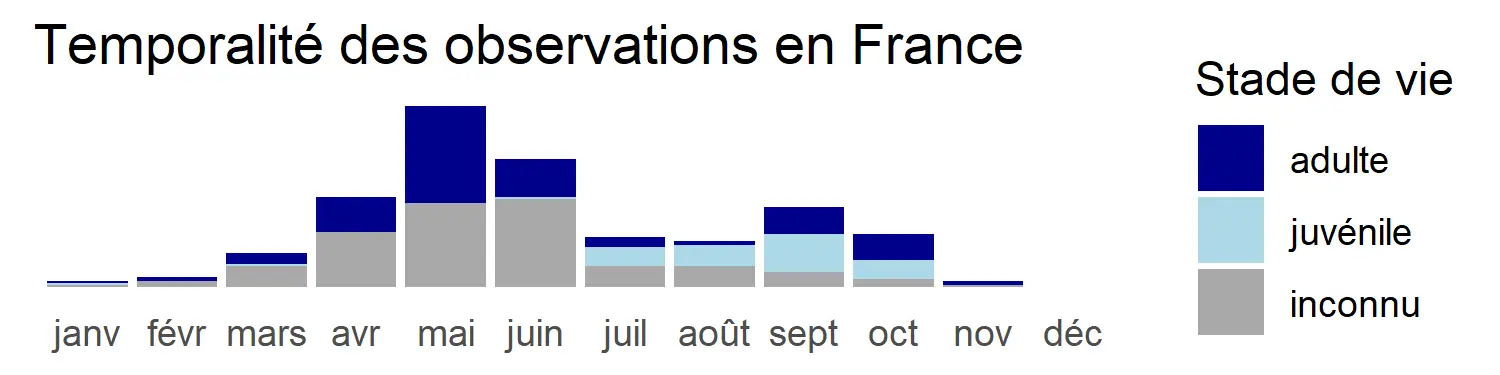 Temporalité des observations en France
Stade de vie
adulte
juvénile
inconnu
janv févr mars avr mai juin juil août sept oct nov déc